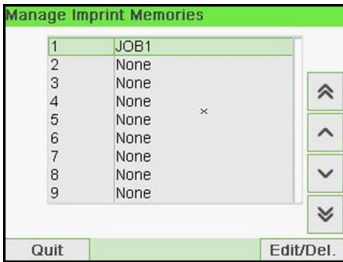 Manage Imprint Memories
1 JOB1
2 None
3 None
4 None
5 None
6 None
7 None
8 None
9 None
Quit Edit/Del.